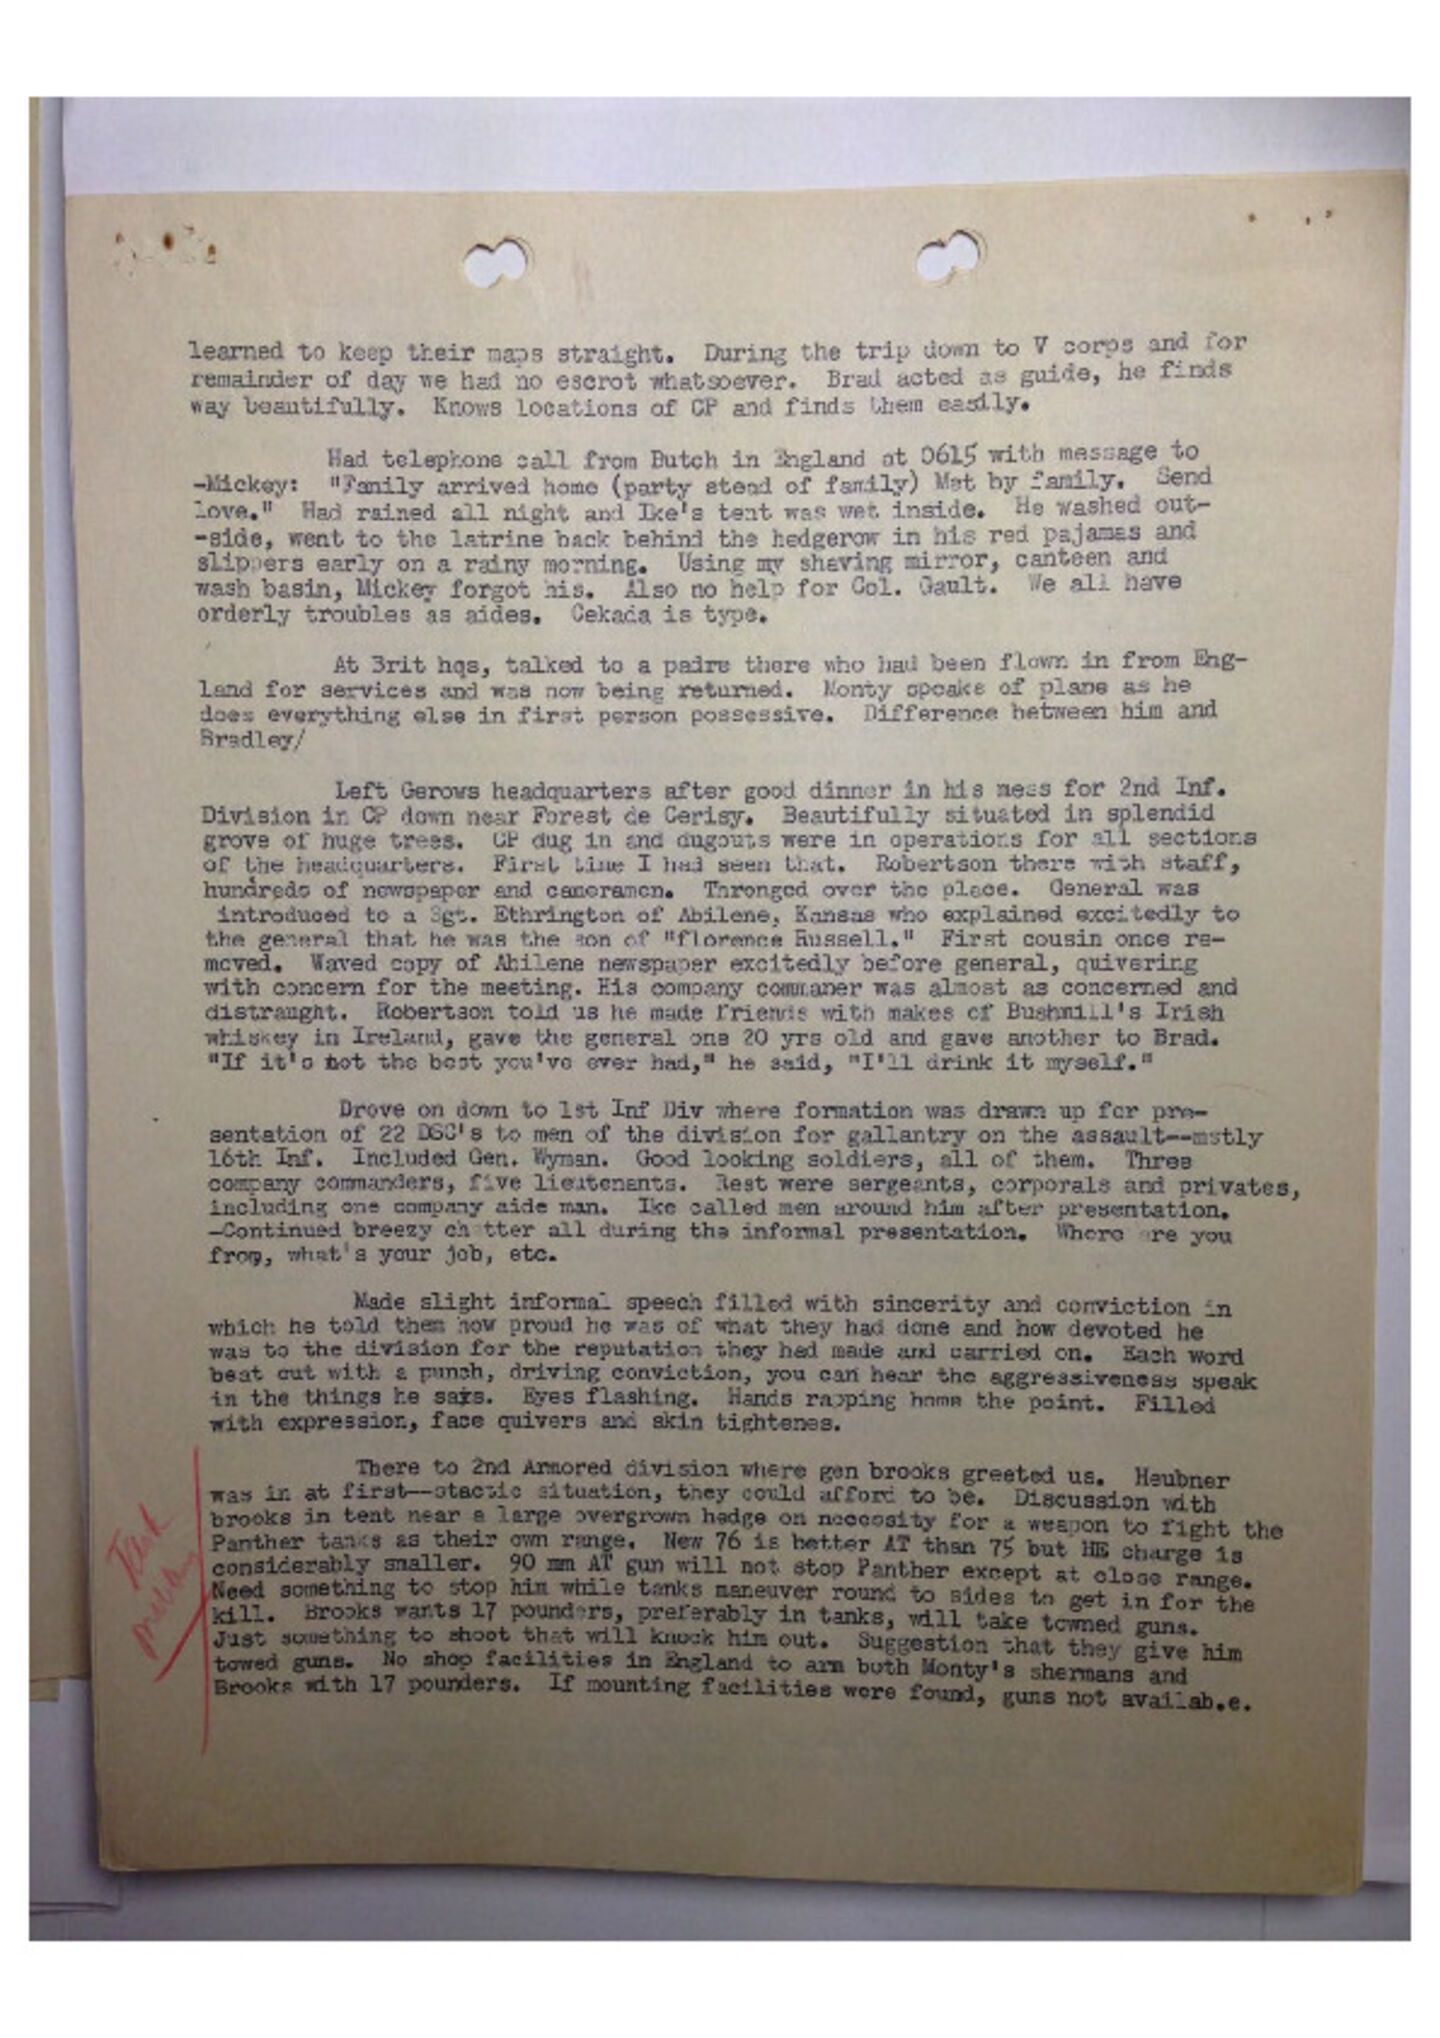 learned to keep their maps straight. During the trip down to V corps and for
remainder of day we had no escrot whatsoever. Brad acted as guide, he finds
way beautifully. Knows locations of CP and finds them easily.
Had telephone call from Butch in England at 0615 with message to
-Mickey: "Family arrived home (party stead of family) Met by family. Send
love." Had rained all night and Ike's tent was wet inside. He washed out-
-side, went to the latrine back behind the hedgerow in his red pajamas and
slippers early on a rainy morning. Using my shaving mirror, canteen and
wash basin, Mickey forgot his. Also no help for Col. Gault. We all have
orderly troubles as aides. Cekada is type.
At Brit hqs, talked to a padre there who had been flown in from Eng-
land for services and was now being returned. Monty speaks of plane as he
does everything else in first person possessive. Difference between him and
Bradley/
Left Gerows headquarters after good dinner in his mess for 2nd Inf.
Division in CP down near Forest de Cerisy. Beautifully situated in splendid
grove of huge trees. CP dug in and dugouts were in operations for all sections
of the headquarters. First time I had seen that. Robertson there with staff,
hundreds of newspaper and cameramen. Thronged over the place. General was
introduced to a Sgt. Ethrington of Abilene, Kansas who explained excitedly to
the general that he was the son of "florence Russell." First cousin once re-
moved. Waved copy of Abilene newspaper excitedly before general, quivering
with concern for the meeting. His company commaner was almost as concerned and
distraught. Robertson told us he made friends with makes of Bushmill's Irish
whiskey in Ireland, gave the general one 20 yrs old and gave another to Brad.
"If it's not the best you've ever had," he said, "I'll drink it myself."
Drove on down to 1st Inf Div where formation was drawn up for pre-
sentation of 22 DSC's to men of the division for gallantry on the assault--mstly
16th Inf. Included Gen. Wyman. Good looking soldiers, all of them. Three
company commanders, five lieutenants. Rest were sergeants, corporals and privates,
including one company aide man. Ike called men around him after presentation.
-Continued breezy chatter all during the informal presentation. Where are you
from, what's your job, etc.
Made slight informal speech filled with sincerity and conviction in
which he told them how proud he was of what they had done and how devoted he
was to the division for the reputation they had made and carried on. Each word
beat out with a punch, driving conviction, you can hear the aggressiveness speak
in the things he says. Eyes flashing. Hands rapping home the point. Filled
with expression, face quivers and skin tightenes.
There to 2nd Armored division where gen brooks greeted us. Heubner
was in at first--stactic situation, they could afford to be. Discussion with
brooks in tent near a large overgrown hedge on necessity for a weapon to fight the
Panther tanks as their own range. New 76 is better AT than 75 but HE charge is
considerably smaller. 90 mm AT gun will not stop Panther except at close range.
Need something to stop him while tanks maneuver round to sides to get in for the
kill. Brooks wants 17 pounders, preferably in tanks, will take towned guns.
Just something to shoot that will knock him out. Suggestion that they give him
towed guns. No shop facilities in England to arm both Monty's shermans and
Brooks with 17 pounders. If mounting facilities were found, guns not availab.e.
Tank